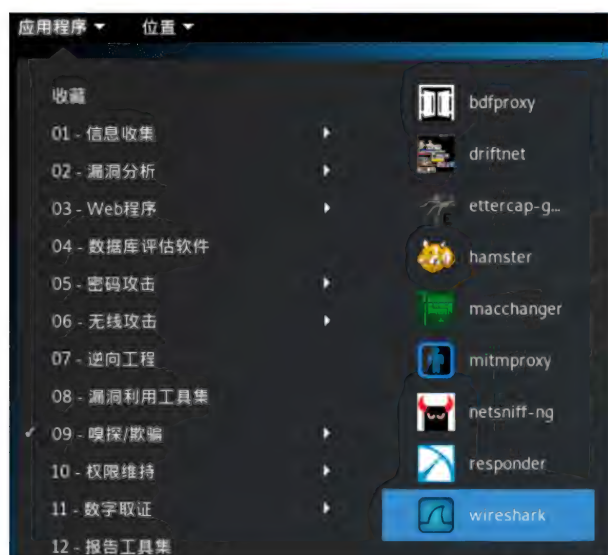 应用程序 ▾ 位置 ▾
收藏
01 - 信息收集
02 - 漏洞分析
03 - Web程序
04 - 数据库评估软件
05 - 密码攻击
06 - 无线攻击
07 - 逆向工程
08 - 漏洞利用工具集
09 - 嗅探/欺骗
10 - 权限维持
11 - 数字取证
12 - 报告工具集
bdfproxy
driftnet
ettercap-g...
hamster
macchanger
mitmproxy
netsniff-ng
responder
wireshark